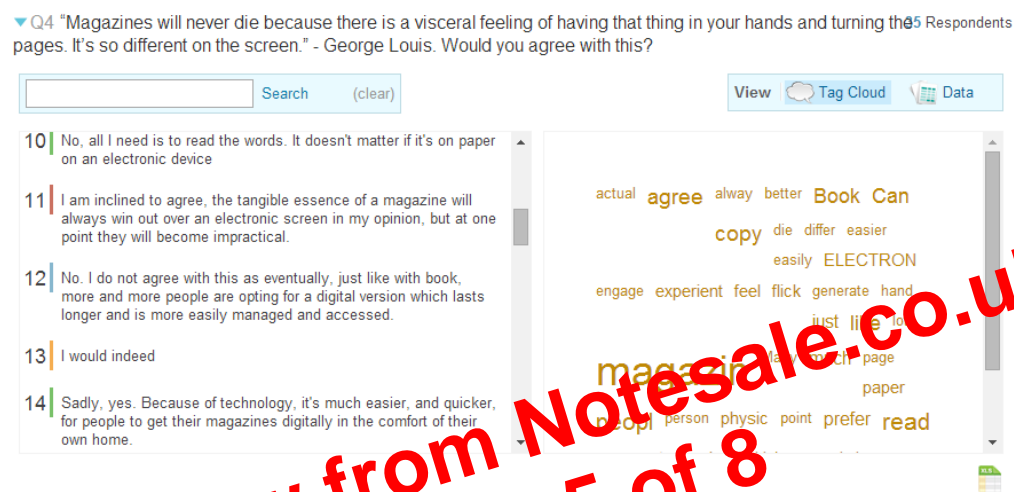 Q4 “Magazines will never die because there is a visceral feeling of having that thing in your hands and turning the
pages. It’s so different on the screen.” - George Louis. Would you agree with this?
Respondents
Search (clear)
View Tag Cloud Data
10 No, all I need is to read the words. It doesn't matter if it's on paper
on an electronic device
11 I am inclined to agree, the tangible essence of a magazine will
always win out over an electronic screen in my opinion, but at one
point they will become impractical.
12 No. I do not agree with this as eventually, just like with book,
more and more people are opting for a digital version which lasts
longer and is more easily managed and accessed.
13 I would indeed
14 Sadly, yes. Because of technology, it's much easier, and quicker,
for people to get their magazines digitally in the comfort of their
own home.
actual agree alway better Book Can
copy die differ easier
easily ELECTRON
engage experient feel flick generate hand
just like
magazin much page
paper
peopl person physic point prefer read
from Notesale.co.u
of 8
XLS